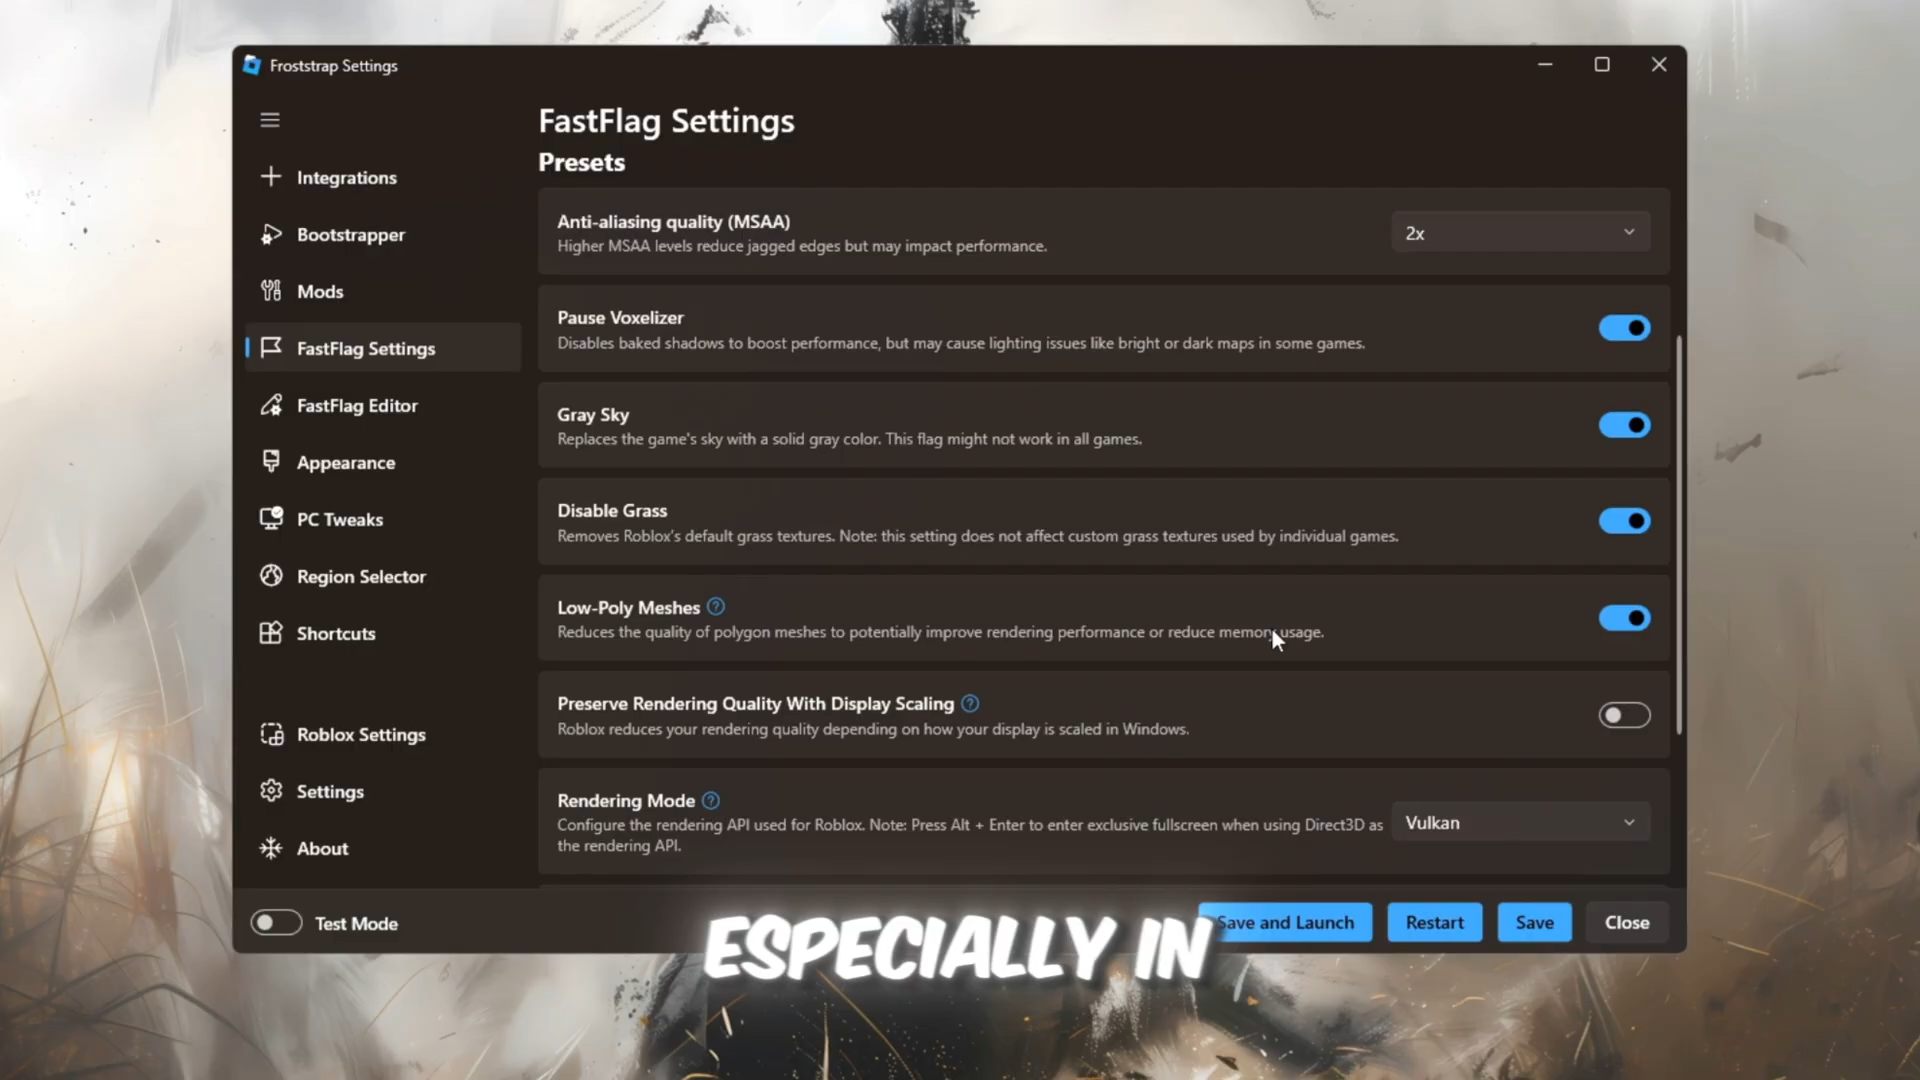 Froststrap Settings
FastFlag Settings
Presets
Integrations
Bootstrapper
Mods
FastFlag Settings
FastFlag Editor
Appearance
PC Tweaks
Region Selector
Shortcuts
Roblox Settings
Settings
About
Anti-aliasing quality (MSAA)
Higher MSAA levels reduce jagged edges but may impact performance.
2x
Pause Voxelizer
Disables baked shadows to boost performance, but may cause lighting issues like bright or dark maps in some games.
Gray Sky
Replaces the game's sky with a solid gray color. This flag might not work in all games.
Disable Grass
Removes Roblox's default grass textures. Note: this setting does not affect custom grass textures used by individual games.
Low-Poly Meshes
Reduces the quality of polygon meshes to potentially improve rendering performance or reduce memory usage.
Preserve Rendering Quality With Display Scaling
Roblox reduces your rendering quality depending on how your display is scaled in Windows.
Rendering Mode
Configure the rendering API used for Roblox. Note: Press Alt + Enter to enter exclusive fullscreen when using Direct3D as
the rendering API.
Vulkan
Test Mode
Save and Launch
Restart
Save
Close
ESPECIALLY IN